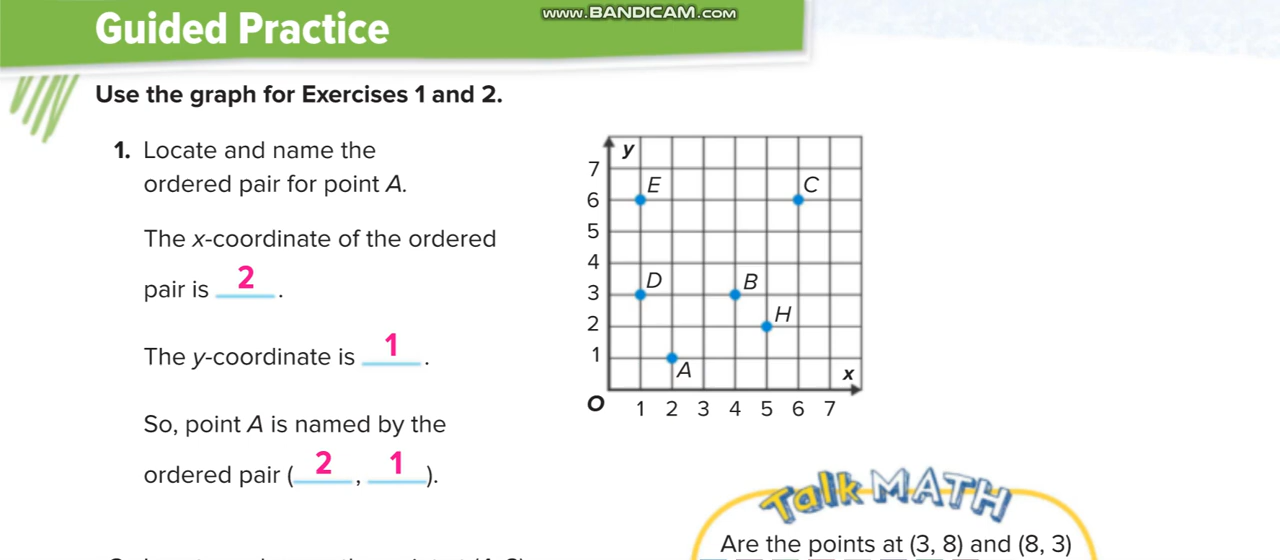 www.BANDICAM.com
Guided Practice
Use the graph for Exercises 1 and 2.
1. Locate and name the
ordered pair for point A.
The x-coordinate of the ordered
pair is 2 .
The y-coordinate is 1 .
So, point A is named by the
ordered pair ( 2 , 1 ).
y
7
E
C
6
5
4
D
B
3
H
2
1
A
x
O
1 2 3 4 5 6 7
Talk MATH
Are the points at (3, 8) and (8, 3)